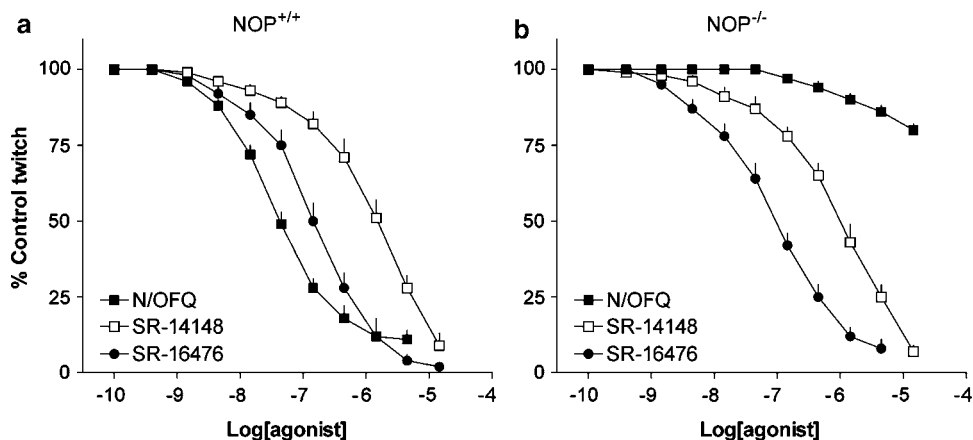 a
NOP+/+
% Control twitch
100
75
50
25
0
N/OFQ
SR-14148
SR-16476
-10 -9 -8 -7 -6 -5 -4
Log[agonist]
b
NOP-/-
100
75
50
25
0
N/OFQ
SR-14148
SR-16476
-10 -9 -8 -7 -6 -5 -4
Log[agonist]